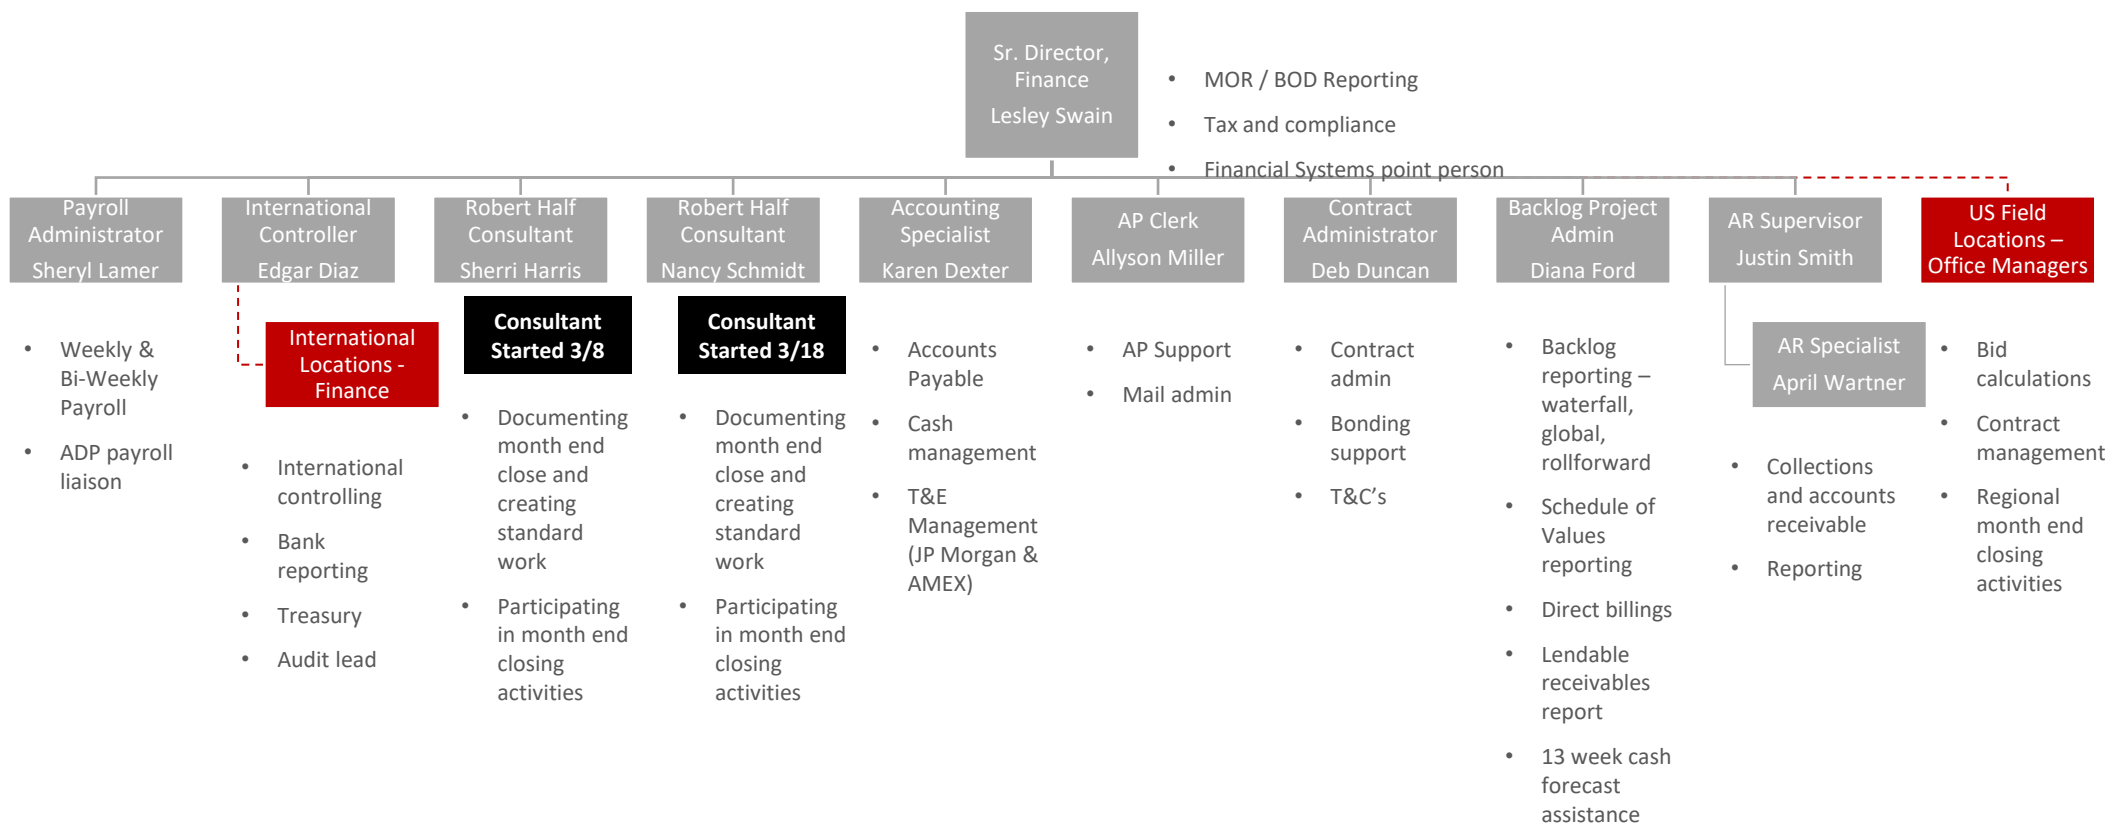 Sr. Director,
Finance
Lesley Swain
• MOR / BOD Reporting
• Tax and compliance
• Financial Systems point person
Payroll
Administrator
Sheryl Lamer
International
Controller
Edgar Diaz
Robert Half
Consultant
Sherri Harris
Robert Half
Consultant
Nancy Schmidt
Accounting
Specialist
Karen Dexter
AP Clerk
Allyson Miller
Contract
Administrator
Deb Duncan
Backlog Project
Admin
Diana Ford
AR Supervisor
Justin Smith
US Field
Locations –
Office Managers
• Weekly &
Bi-Weekly
Payroll
• ADP payroll
liaison
International
Locations -
Finance
• International
controlling
• Bank
reporting
• Treasury
• Audit lead
Consultant
Started 3/8
• Documenting
month end
close and
creating
standard
work
• Participating
in month end
closing
activities
Consultant
Started 3/18
• Documenting
month end
close and
creating
standard
work
• Participating
in month end
closing
activities
• Accounts
Payable
• Cash
management
• T&E
Management
(JP Morgan &
AMEX)
• AP Support
• Mail admin
• Contract
admin
• Bonding
support
• T&C’s
• Backlog
reporting –
waterfall,
global,
rollforward
• Schedule of
Values
reporting
• Direct billings
• Lendable
receivables
report
• 13 week cash
forecast
assistance
AR Specialist
April Wartner
• Collections
and accounts
receivable
• Reporting
• Bid
calculations
• Contract
management
• Regional
month end
closing
activities